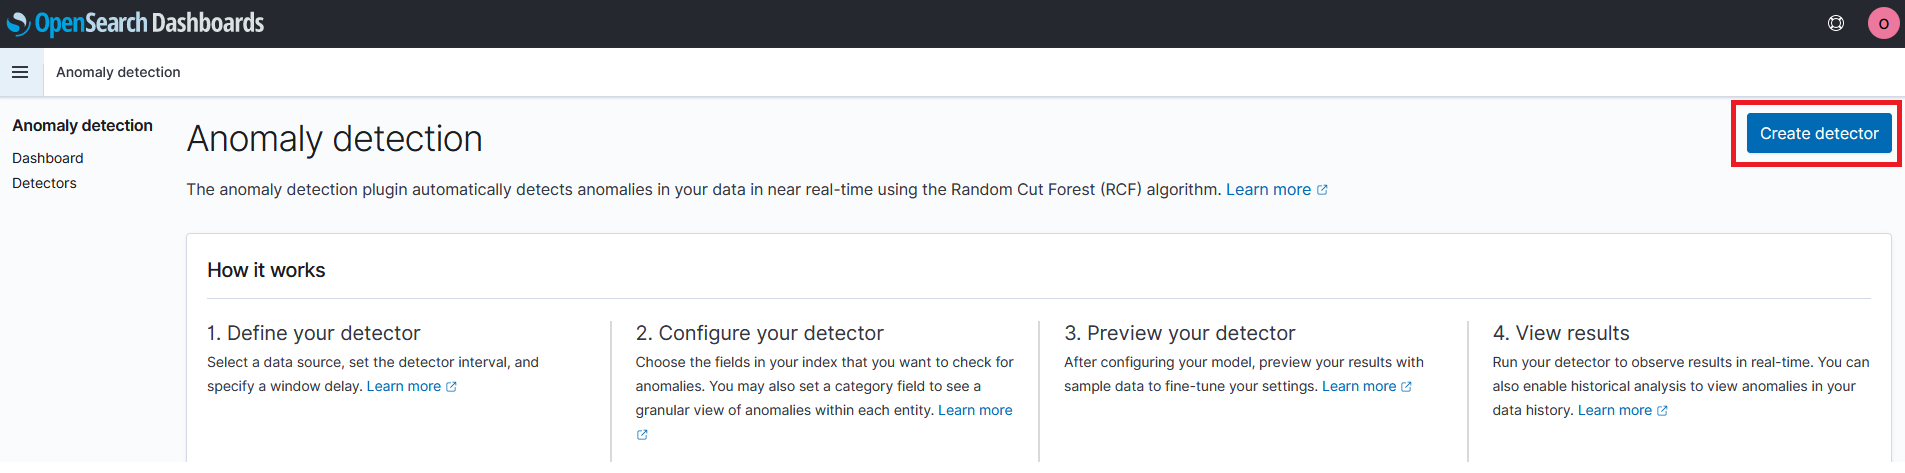 OpenSearch Dashboards
O
Anomaly detection
Anomaly detection
Dashboard
Detectors
Anomaly detection
Create detector
The anomaly detection plugin automatically detects anomalies in your data in near real-time using the Random Cut Forest (RCF) algorithm. Learn more
How it works
1. Define your detector
Select a data source, set the detector interval, and
specify a window delay. Learn more
2. Configure your detector
Choose the fields in your index that you want to check for
anomalies. You may also set a category field to see a
granular view of anomalies within each entity. Learn more
3. Preview your detector
After configuring your model, preview your results with
sample data to fine-tune your settings. Learn more
4. View results
Run your detector to observe results in real-time. You can
also enable historical analysis to view anomalies in your
data history. Learn more